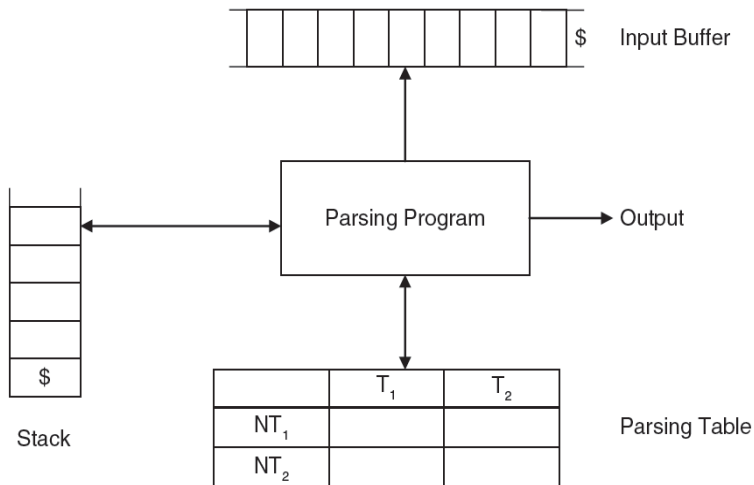 $ Input Buffer
Parsing Program
Output
$
Stack
T₁ T₂
NT₁
Parsing Table
NT₂